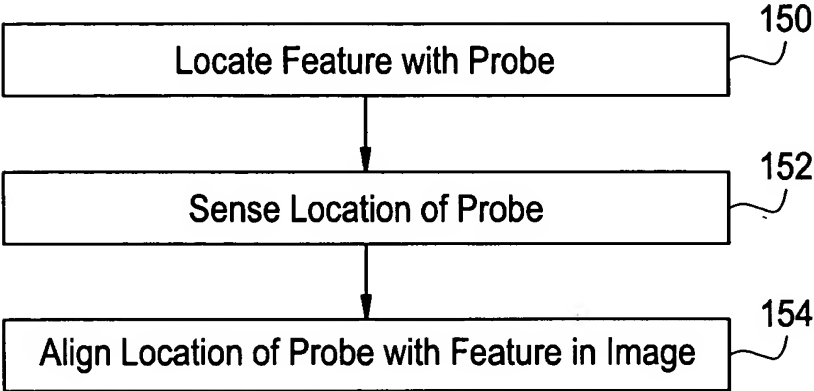 150
Locate Feature with Probe
152
Sense Location of Probe
154
Align Location of Probe with Feature in Image